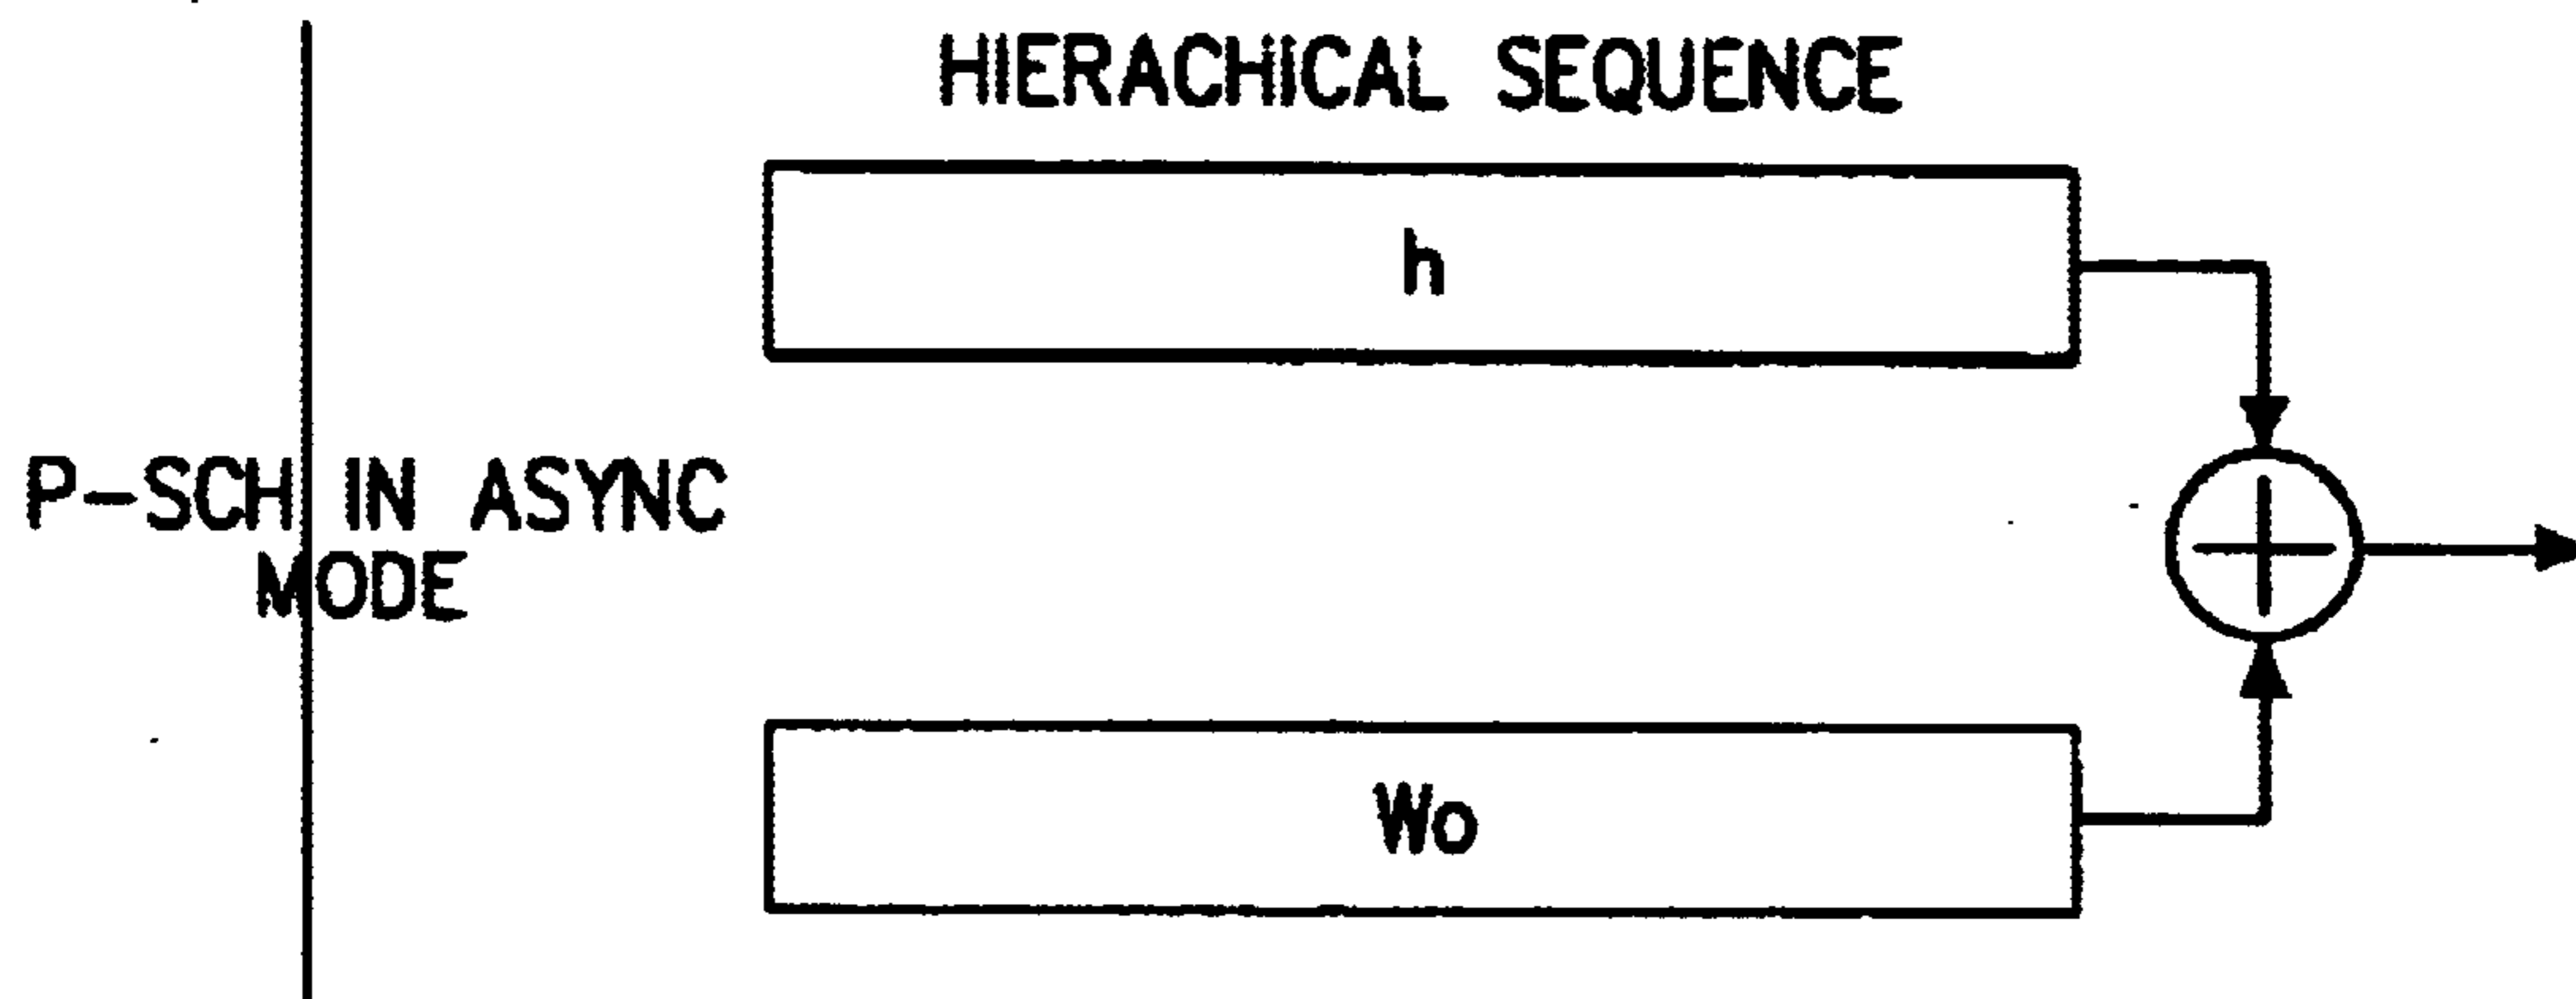 HIERACHICAL SEQUENCE
h
P-SCH IN ASYNC
MODE
Wo